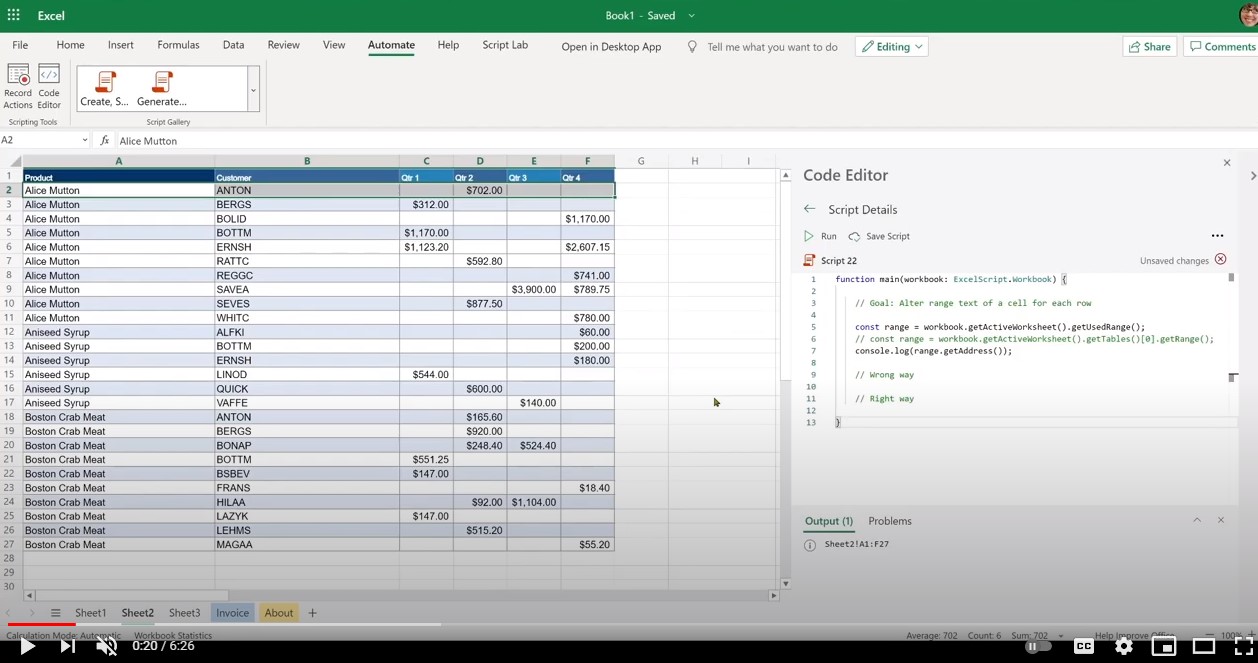 Excel
Book1 - Saved
File Home Insert Formulas Data Review View Automate Help Script Lab Open in Desktop App Tell me what you want to do Editing Share Comments
Record Actions
Code Editor
Create, S... Generate...
Scripting Tools Script Gallery
A2 fx Alice Mutton
A B C D E F G H I
1 Product Customer Qtr 1 Qtr 2 Qtr 3 Qtr 4
2 Alice Mutton ANTON $702.00
3 Alice Mutton BERGS $312.00
4 Alice Mutton BOLID $1,170.00
5 Alice Mutton BOTTM $1,170.00
6 Alice Mutton ERNSH $1,123.20 $2,607.15
7 Alice Mutton RATTC $592.80
8 Alice Mutton REGGC $741.00
9 Alice Mutton SAVEA $3,900.00 $789.75
10 Alice Mutton SEVES $877.50
11 Alice Mutton WHITC $780.00
12 Aniseed Syrup ALFKI $60.00
13 Aniseed Syrup BOTTM $200.00
14 Aniseed Syrup ERNSH $180.00
15 Aniseed Syrup LINOD $544.00
16 Aniseed Syrup QUICK $600.00
17 Aniseed Syrup VAFFE $140.00
18 Boston Crab Meat ANTON $165.60
19 Boston Crab Meat BERGS $920.00
20 Boston Crab Meat BONAP $248.40 $524.40
21 Boston Crab Meat BOTTM $551.25
22 Boston Crab Meat BSBEV $147.00
23 Boston Crab Meat FRANS $18.40
24 Boston Crab Meat HILAA $92.00 $1,104.00
25 Boston Crab Meat LAZYK $147.00
26 Boston Crab Meat LEHMS $515.20
27 Boston Crab Meat MAGAA $55.20
28
29
30
Sheet1 Sheet2 Sheet3 Invoice About +
Code Editor
Script Details
Run Save Script ...
Script 22 Unsaved changes
1 function main(workbook: ExcelScript.Workbook) {
2
3 // Goal: Alter range text of a cell for each row
4
5 const range = workbook.getActiveWorksheet().getUsedRange();
6 // const range = workbook.getActiveWorksheet().getTables()[0].getRange();
7 console.log(range.getAddress());
8
9 // Wrong way
10
11 // Right way
12
13 }
Output (1) Problems
Sheet2!A1:F27
Calculation Mode: Automatic Workbook Statistics Average: 702 Count: 6 Sum: 702 Help Improve Office 100%
0:20 / 6:26 CC